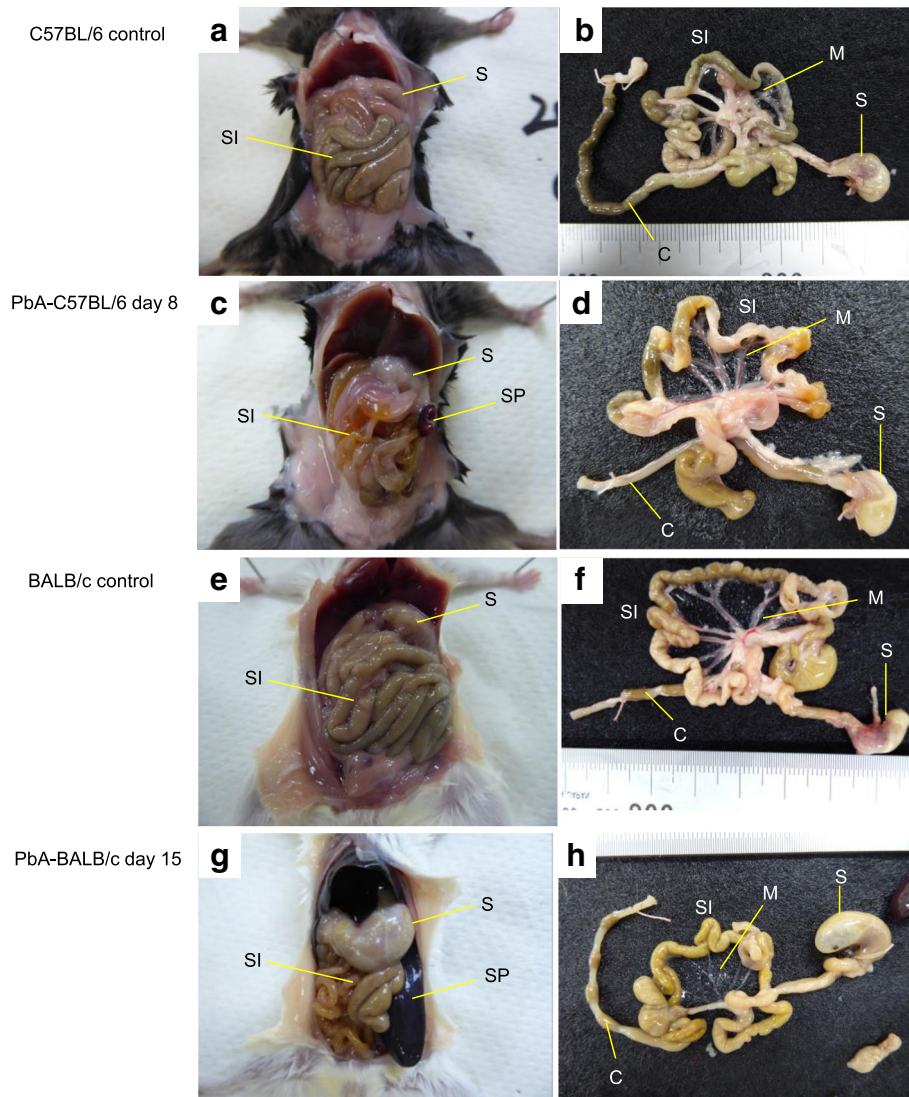 C57BL/6 control
a
S
SI
b
SI
M
S
C
PbA-C57BL/6 day 8
c
S
SP
SI
d
SI
M
S
C
BALB/c control
e
S
SI
f
SI
M
S
C
PbA-BALB/c day 15
g
S
SI
SP
h
S
M
SI
C